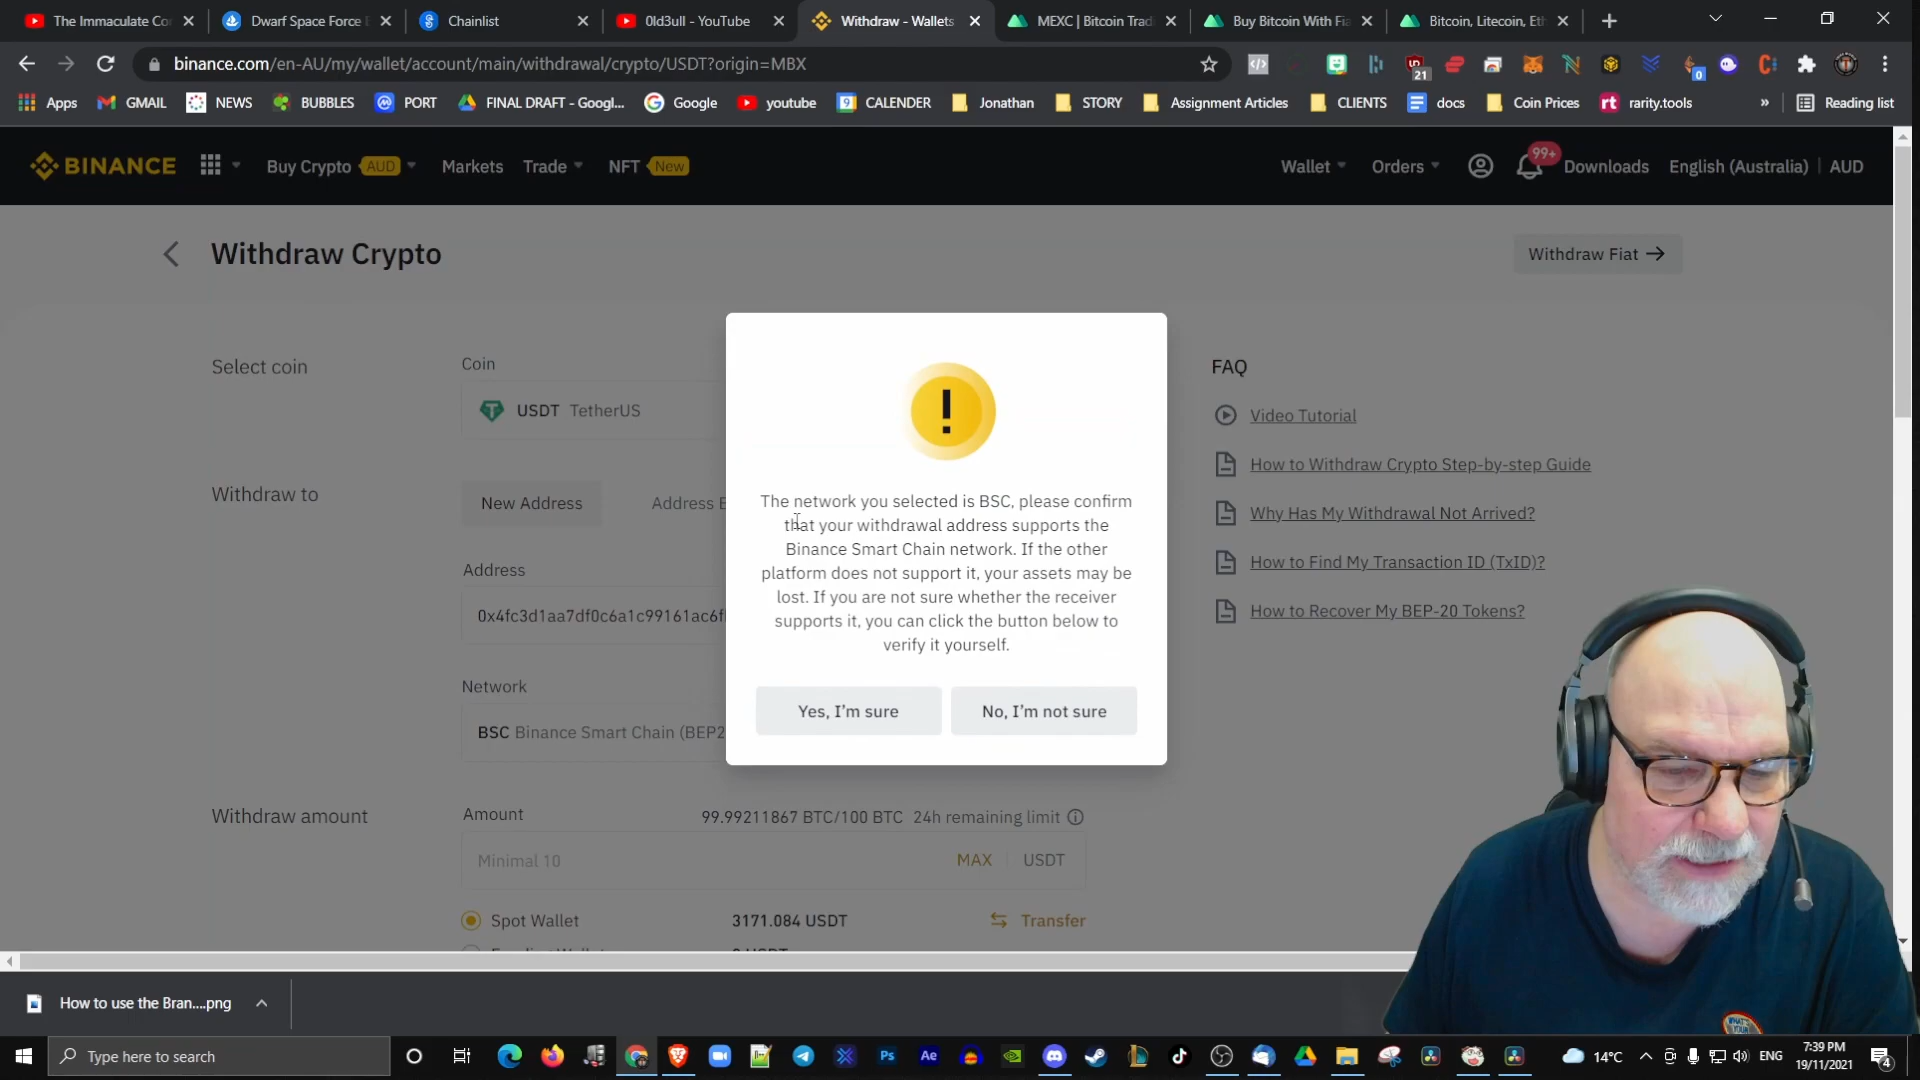 The Immaculate Co
Dwarf Space Force
Chainlist
0ld3ull - YouTube
Withdraw - Wallets
MEXC | Bitcoin Trad
Buy Bitcoin With Fi
Bitcoin, Litecoin, Eth
binance.com/en-AU/my/wallet/account/main/withdrawal/crypto/USDT?origin=MBX
21
0
Apps
GMAIL
NEWS
BUBBLES
PORT
FINAL DRAFT - Googl...
Google
youtube
9
CALENDER
Jonathan
STORY
Assignment Articles
CLIENTS
docs
Coin Prices
rt
rarity.tools
»
Reading list
BINANCE
Buy Crypto AUD
Markets
Trade
NFT New
Wallet
Orders
99+
Downloads
English (Australia) | AUD
Withdraw Crypto
Withdraw Fiat →
Select coin
Coin
USDT TetherUS
Withdraw to
New Address
Address B
Address
0x4fc3d1aa7df0c6a1c99161ac6f
Network
BSC Binance Smart Chain (BEP2
Withdraw amount
Amount
99.99211867 BTC/100 BTC 24h remaining limit
Minimal 10
MAX
USDT
Spot Wallet
3171.084 USDT
Transfer
!
The network you selected is BSC, please confirm
that your withdrawal address supports the
Binance Smart Chain network. If the other
platform does not support it, your assets may be
lost. If you are not sure whether the receiver
supports it, you can click the button below to
verify it yourself.
Yes, I'm sure
No, I'm not sure
FAQ
Video Tutorial
How to Withdraw Crypto Step-by-step Guide
Why Has My Withdrawal Not Arrived?
How to Find My Transaction ID (TxID)?
How to Recover My BEP-20 Tokens?
How to use the Bran....png
Type here to search
Ps
Ae
14°C
ENG
7:39 PM
19/11/2021
4